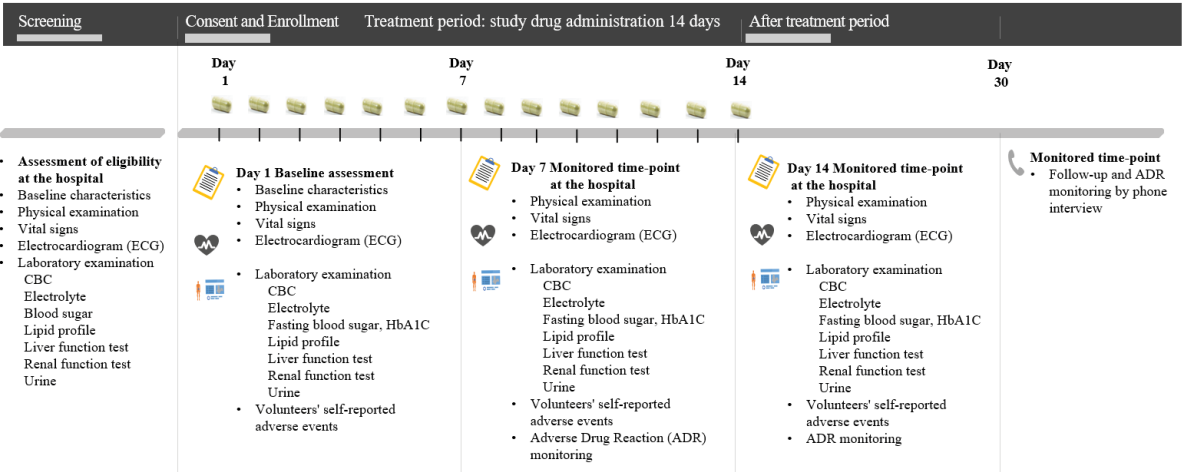 Screening
Consent and Enrollment
Treatment period: study drug administration 14 days
After treatment period
Day
1
Day
7
Day
14
Day
30
• Assessment of eligibility
at the hospital
• Baseline characteristics
• Physical examination
• Vital signs
• Electrocardiogram (ECG)
• Laboratory examination
CBC
Electrolyte
Blood sugar
Lipid profile
Liver function test
Renal function test
Urine
Day 1 Baseline assessment
• Baseline characteristics
• Physical examination
• Vital signs
• Electrocardiogram (ECG)
• Laboratory examination
CBC
Electrolyte
Fasting blood sugar, HbA1C
Lipid profile
Liver function test
Renal function test
Urine
• Volunteers' self-reported
adverse events
Day 7 Monitored time-point
at the hospital
• Physical examination
• Vital signs
• Electrocardiogram (ECG)
• Laboratory examination
CBC
Electrolyte
Fasting blood sugar, HbA1C
Lipid profile
Liver function test
Renal function test
Urine
• Volunteers' self-reported
adverse events
• Adverse Drug Reaction (ADR)
monitoring
Day 14 Monitored time-point
at the hospital
• Physical examination
• Vital signs
• Electrocardiogram (ECG)
• Laboratory examination
CBC
Electrolyte
Fasting blood sugar, HbA1C
Lipid profile
Liver function test
Renal function test
Urine
• Volunteers' self-reported
adverse events
• ADR monitoring
Monitored time-point
• Follow-up and ADR
monitoring by phone
interview